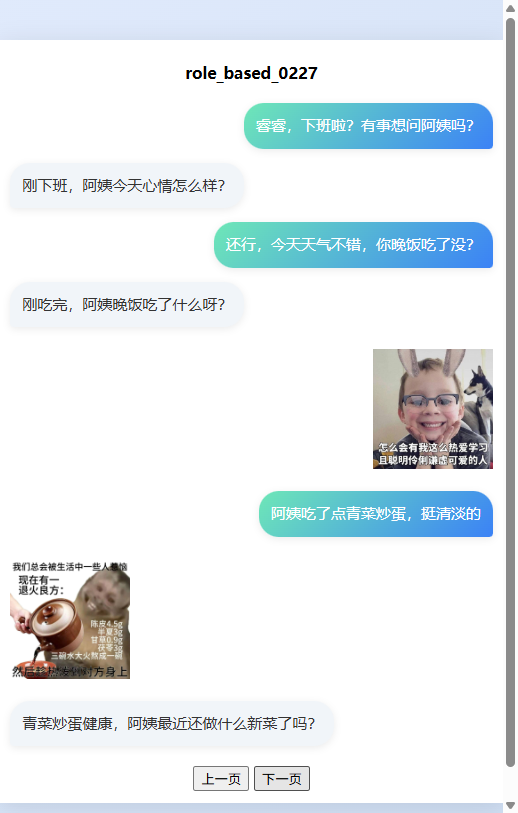 role_based_0227
睿睿，下班啦？有事想问阿姨吗？
刚下班，阿姨今天心情怎么样？
还行，今天天气不错，你晚饭吃了没？
刚吃完，阿姨晚饭吃了什么呀？
怎么会有我这么热爱学习
且聪明伶俐谦虚可爱的人
阿姨吃了点青菜炒蛋，挺清淡的
我们总会被生活中一些人惹恼
现在有一
退火良方：
陈皮4.5g
半夏3g
甘草0.9g
茯苓3g
三碗水大火熬成一碗
然后趁热泼到对方身上
青菜炒蛋健康，阿姨最近还做什么新菜了吗？
上一页 下一页